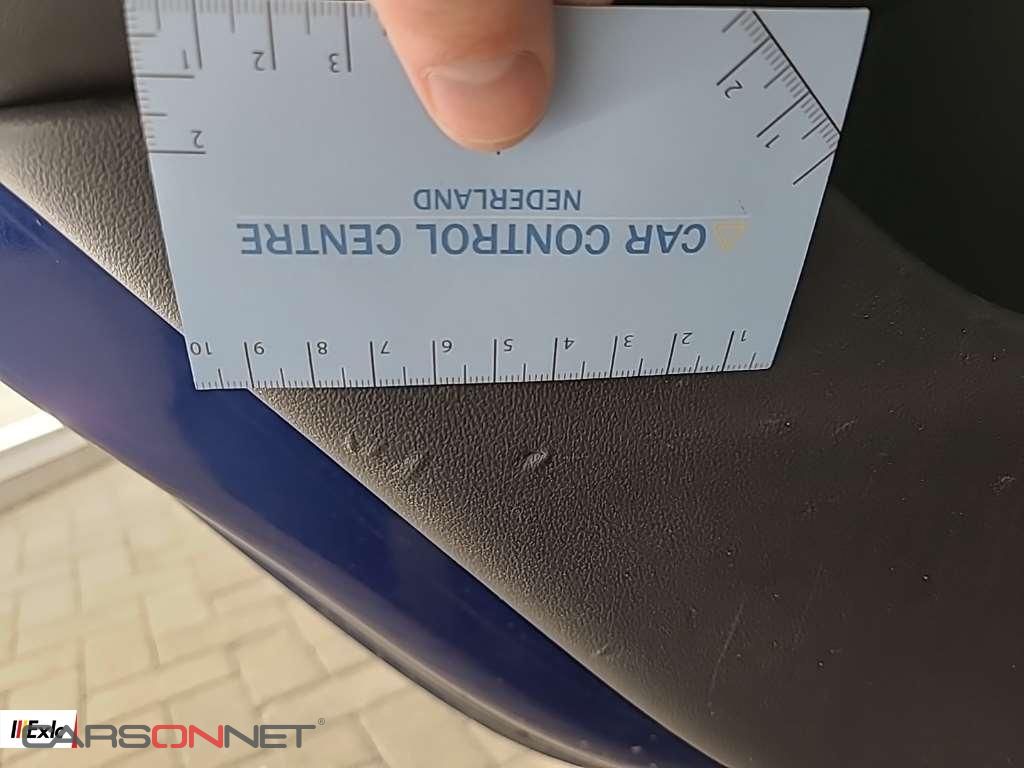 1 2 3
2
2
1
NEDERLAND
CAR CONTROL CENTRE
10 9 8 7 6 5 4 3 2 1
CARSONNET®